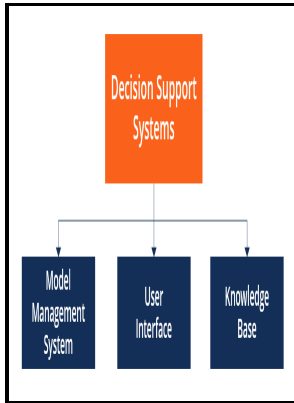 Decision Support
Systems
Model
Management
System
User
Interface
Knowledge
Base